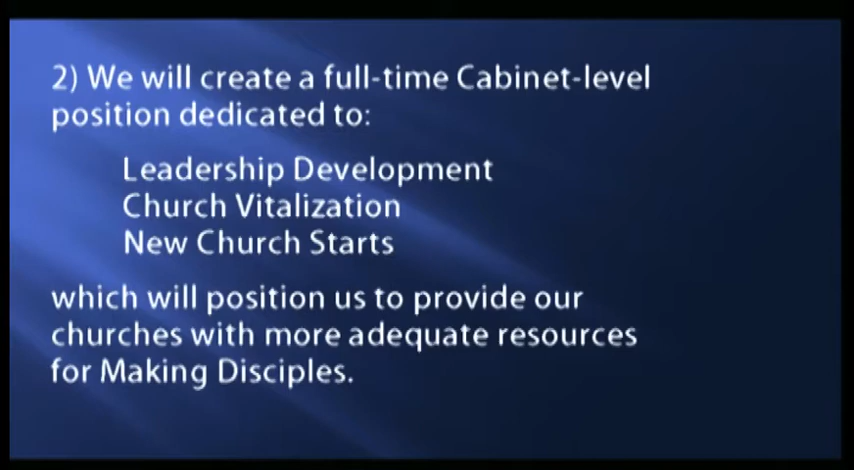 2) We will create a full-time Cabinet-level
position dedicated to:
Leadership Development
Church Vitalization
New Church Starts
which will position us to provide our
churches with more adequate resources
for Making Disciples.